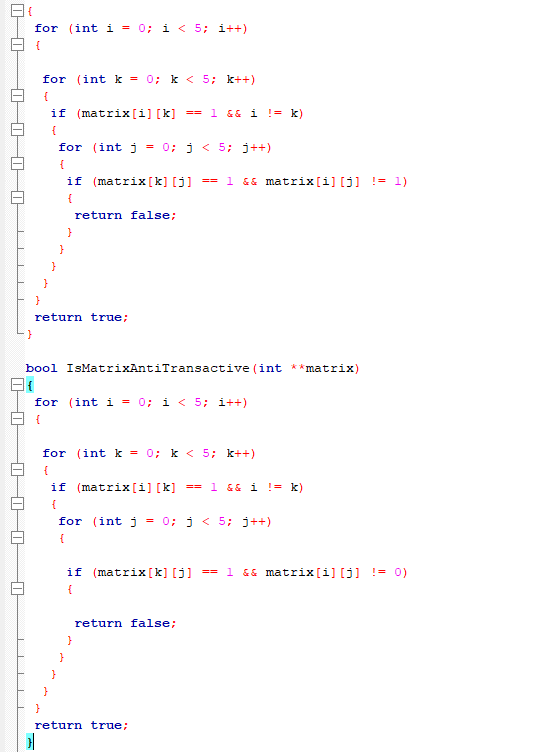 {
for (int i = 0; i < 5; i++)
{
for (int k = 0; k < 5; k++)
{
if (matrix[i][k] == 1 && i != k)
{
for (int j = 0; j < 5; j++)
{
if (matrix[k][j] == 1 && matrix[i][j] != 1)
{
return false;
}
}
}
}
}
return true;
}
bool IsMatrixAntiTransactive(int **matrix)
{
for (int i = 0; i < 5; i++)
{
for (int k = 0; k < 5; k++)
{
if (matrix[i][k] == 1 && i != k)
{
for (int j = 0; j < 5; j++)
{
if (matrix[k][j] == 1 && matrix[i][j] != 0)
{
return false;
}
}
}
}
}
return true;
}